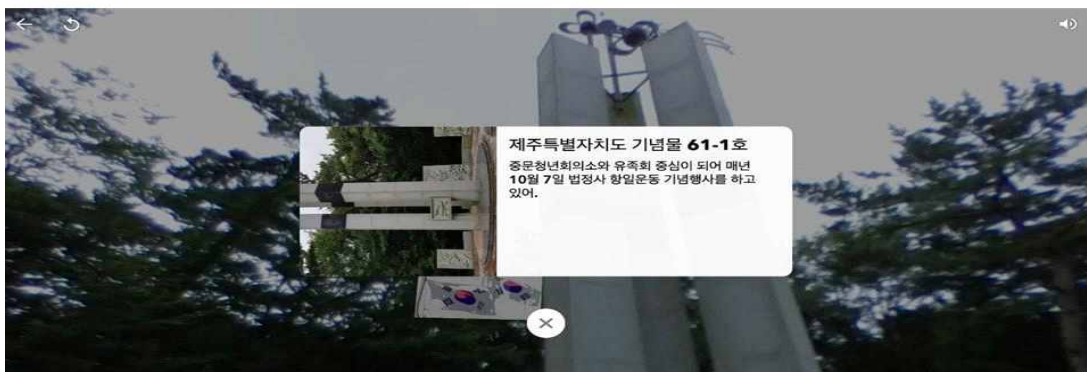 제주특별자치도 기념물 61-1호
중문청년회의소와 유족회 중심이 되어 매년
10월 7일 법정사 항일운동 기념행사를 하고
있어.